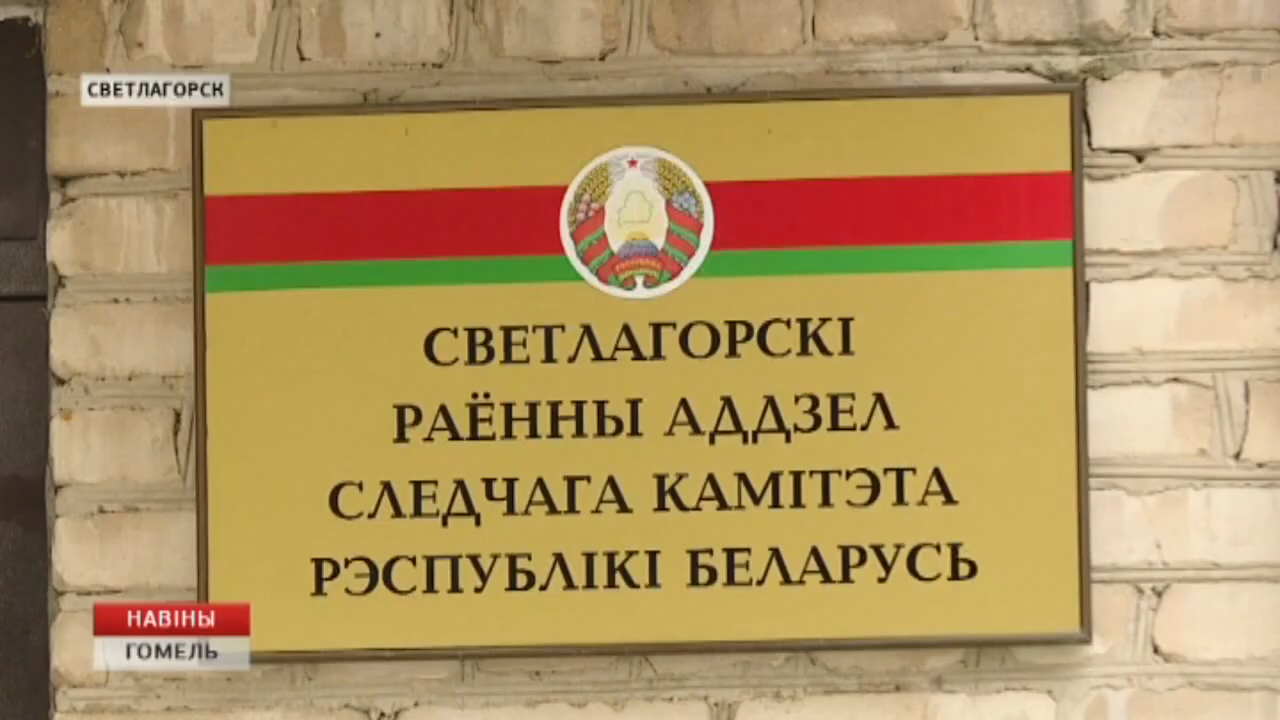 СВЕТЛАГОРСК
СВЕТЛАГОРСКІ
РАЁННЫ АДДЗЕЛ
СЛЕДЧАГА КАМІТЭТА
РЭСПУБЛІКІ БЕЛАРУСЬ
НАВІНЫ
ГОМЕЛЬ